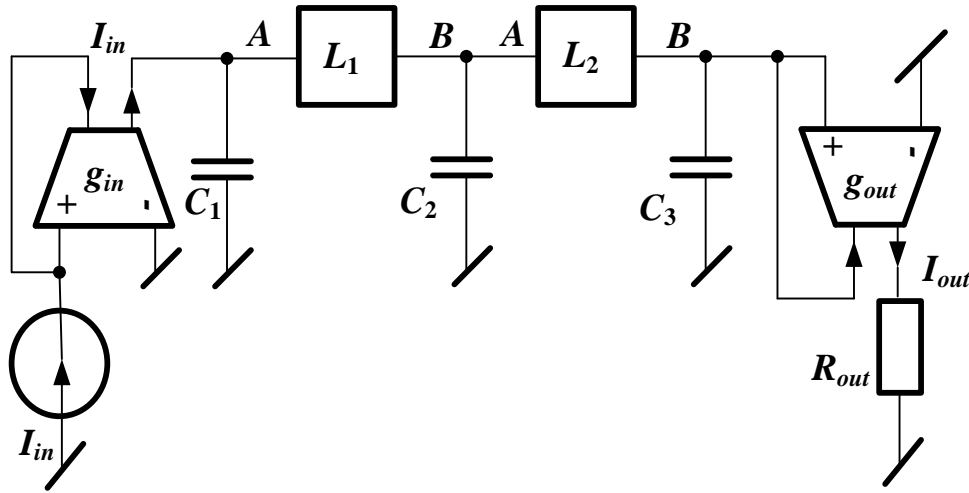 I_in A L_1 B A L_2 B
+ -
g_in C_1 C_2 C_3 g_out
+ -
I_out
R_out
I_in